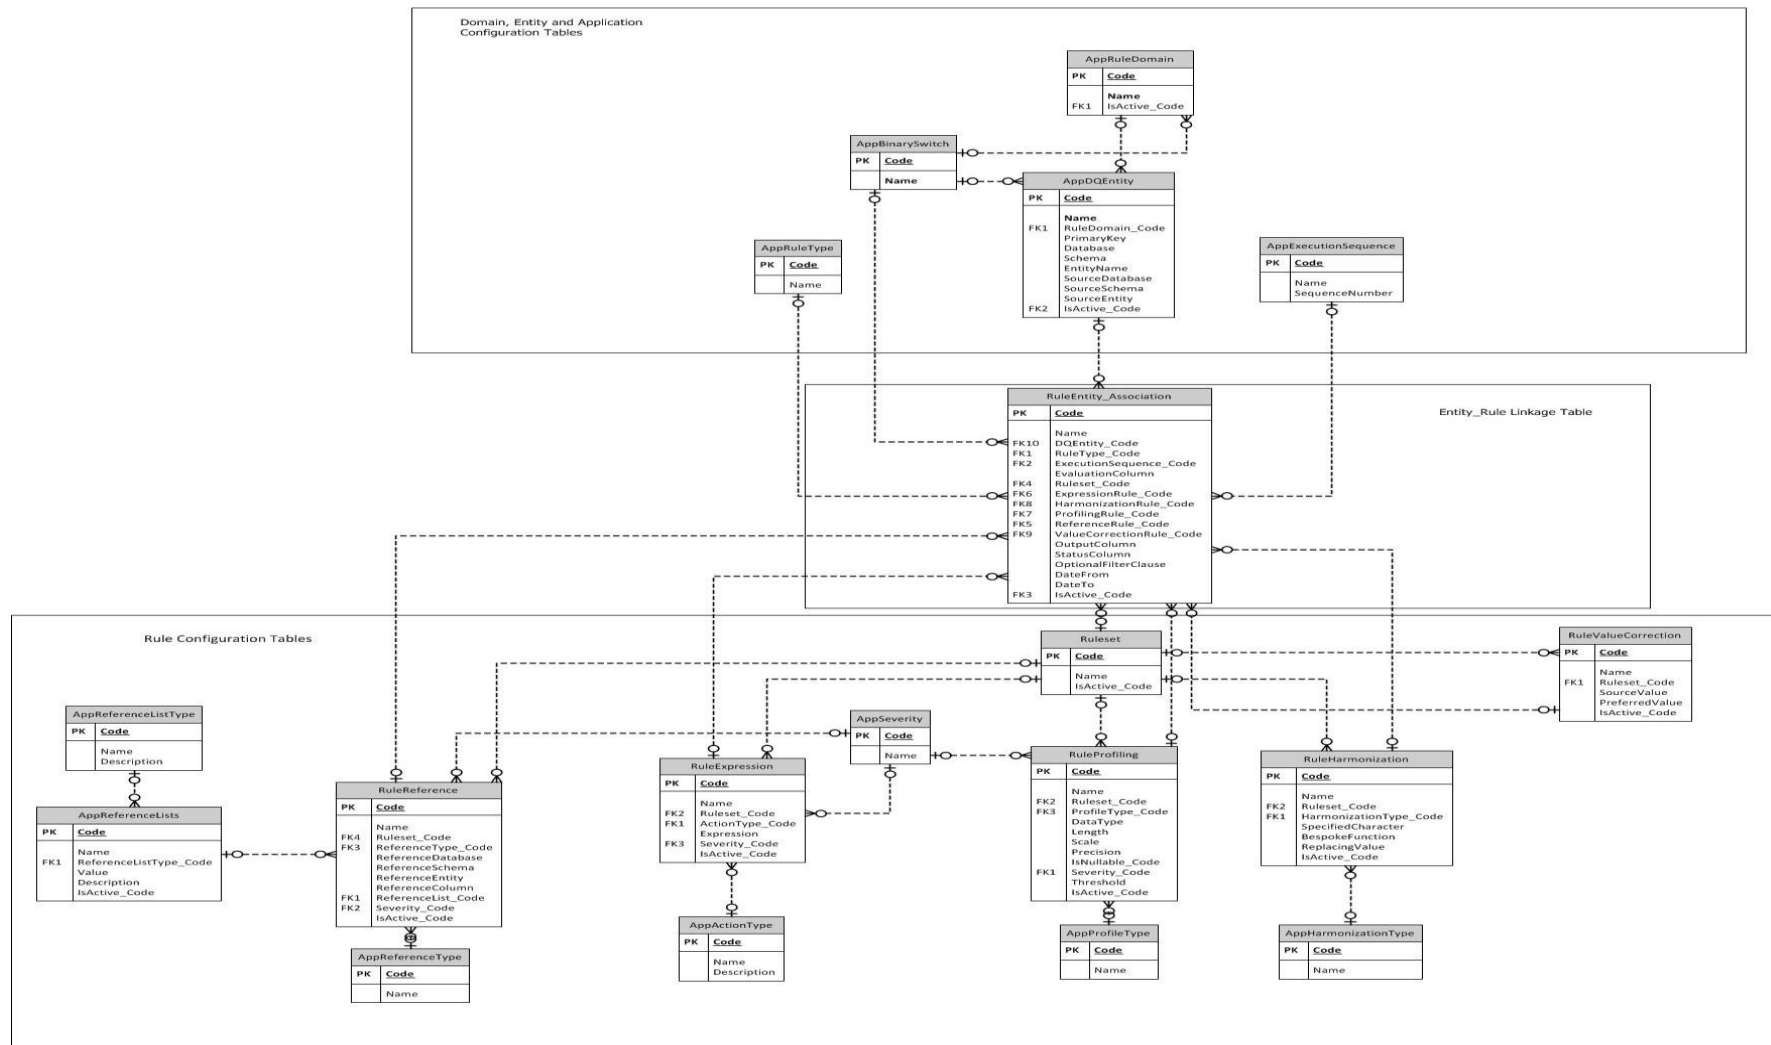 Domain, Entity and Application
Configuration Tables
AppRuleDomain
PK Code
Name
FK1 IsActive_Code
AppBinarySwitch
PK Code
Name
AppDQEntity
PK Code
Name
FK1 RuleDomain_Code
PrimaryKey
Database
Schema
EntityName
SourceDatabase
SourceSchema
SourceEntity
FK2 IsActive_Code
AppRuleType
PK Code
Name
AppExecutionSequence
PK Code
Name
SequenceNumber
RuleEntity_Association
PK Code
Name
FK10 DQEntity_Code
FK1 RuleType_Code
FK2 ExecutionSequence_Code
EvaluationColumn
FK4 Ruleset_Code
FK6 ExpressionRule_Code
FK8 HarmonizationRule_Code
FK7 ProfilingRule_Code
FK5 ReferenceRule_Code
FK9 ValueCorrectionRule_Code
OutputColumn
StatusColumn
OptionalFilterClause
DateFrom
DateTo
FK3 IsActive_Code
Entity_Rule Linkage Table
Rule Configuration Tables
Ruleset
PK Code
Name
IsActive_Code
RuleValueCorrection
PK Code
Name
FK1 Ruleset_Code
SourceValue
PreferredValue
IsActive_Code
AppReferenceListType
PK Code
Name
Description
AppSeverity
PK Code
Name
AppReferenceLists
PK Code
Name
FK1 ReferenceListType_Code
Value
Description
IsActive_Code
RuleReference
PK Code
Name
FK4 Ruleset_Code
FK3 ReferenceType_Code
ReferenceDatabase
ReferenceSchema
ReferenceEntity
ReferenceColumn
FK1 ReferenceList_Code
FK2 Severity_Code
IsActive_Code
RuleExpression
PK Code
Name
FK2 Ruleset_Code
FK1 ActionType_Code
Expression
FK3 Severity_Code
IsActive_Code
RuleProfiling
PK Code
Name
FK2 Ruleset_Code
FK3 ProfileType_Code
DataType
Length
Scale
Precision
IsNullable_Code
FK1 Severity_Code
Threshold
IsActive_Code
RuleHarmonization
PK Code
Name
FK2 Ruleset_Code
FK1 HarmonizationType_Code
SpecifiedCharacter
BespokeFunction
ReplacingValue
IsActive_Code
AppReferenceType
PK Code
Name
AppActionType
PK Code
Name
Description
AppProfileType
PK Code
Name
AppHarmonizationType
PK Code
Name